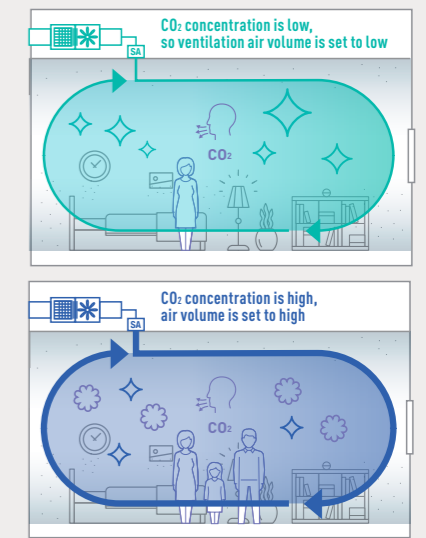 CO₂ concentration is low,
so ventilation air volume is set to low
SA
CO₂
CO₂ concentration is high,
air volume is set to high
SA
CO₂